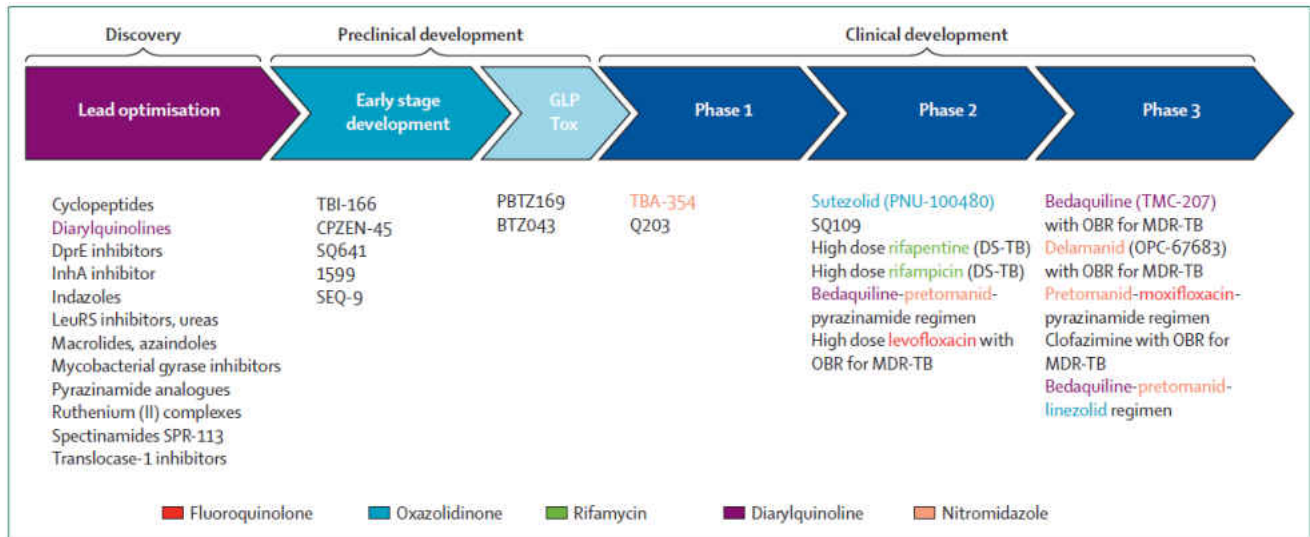 Discovery
Preclinical development
Clinical development
Lead optimisation
Early stage
development
GLP
Tox
Phase 1
Phase 2
Phase 3
Cyclopeptides
Diarylquinolines
DprE inhibitors
InhA inhibitor
Indazoles
LeuRS inhibitors, ureas
Macrolides, azaindoles
Mycobacterial gyrase inhibitors
Pyrazinamide analogues
Ruthenium (II) complexes
Spectinamides SPR-113
Translocase-1 inhibitors
TBI-166
CPZEN-45
SQ641
1599
SEQ-9
PBTZ169
BTZ043
TBA-354
Q203
Sutezolid (PNU-100480)
SQ109
High dose rifapentine (DS-TB)
High dose rifampicin (DS-TB)
Bedaquiline-pretomanid-
pyrazinamide regimen
High dose levofloxacin with
OBR for MDR-TB
Bedaquiline (TMC-207)
with OBR for MDR-TB
Delamanid (OPC-67683)
with OBR for MDR-TB
Pretomanid-moxifloxacin-
pyrazinamide regimen
Clofazimine with OBR for
MDR-TB
Bedaquiline-pretomanid-
linezolid regimen
Fluoroquinolone
Oxazolidinone
Rifamycin
Diarylquinoline
Nitromidazole